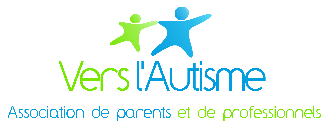 Vers l'Autisme
Association de parents et de professionnels